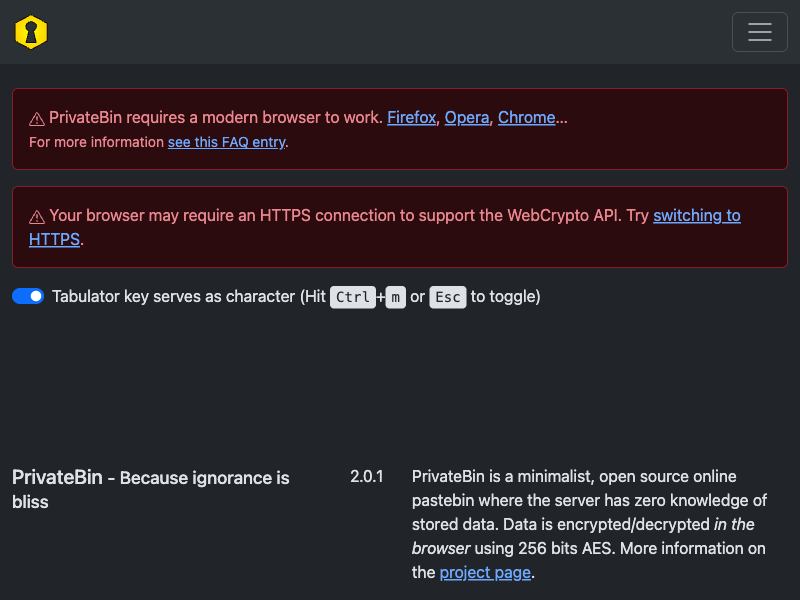 PrivateBin requires a modern browser to work. Firefox, Opera, Chrome...
For more information see this FAQ entry.
Your browser may require an HTTPS connection to support the WebCrypto API. Try switching to
HTTPS.
Tabulator key serves as character (Hit Ctrl+m or Esc to toggle)
PrivateBin - Because ignorance is
bliss
2.0.1
PrivateBin is a minimalist, open source online
pastebin where the server has zero knowledge of
stored data. Data is encrypted/decrypted in the
browser using 256 bits AES. More information on
the project page.